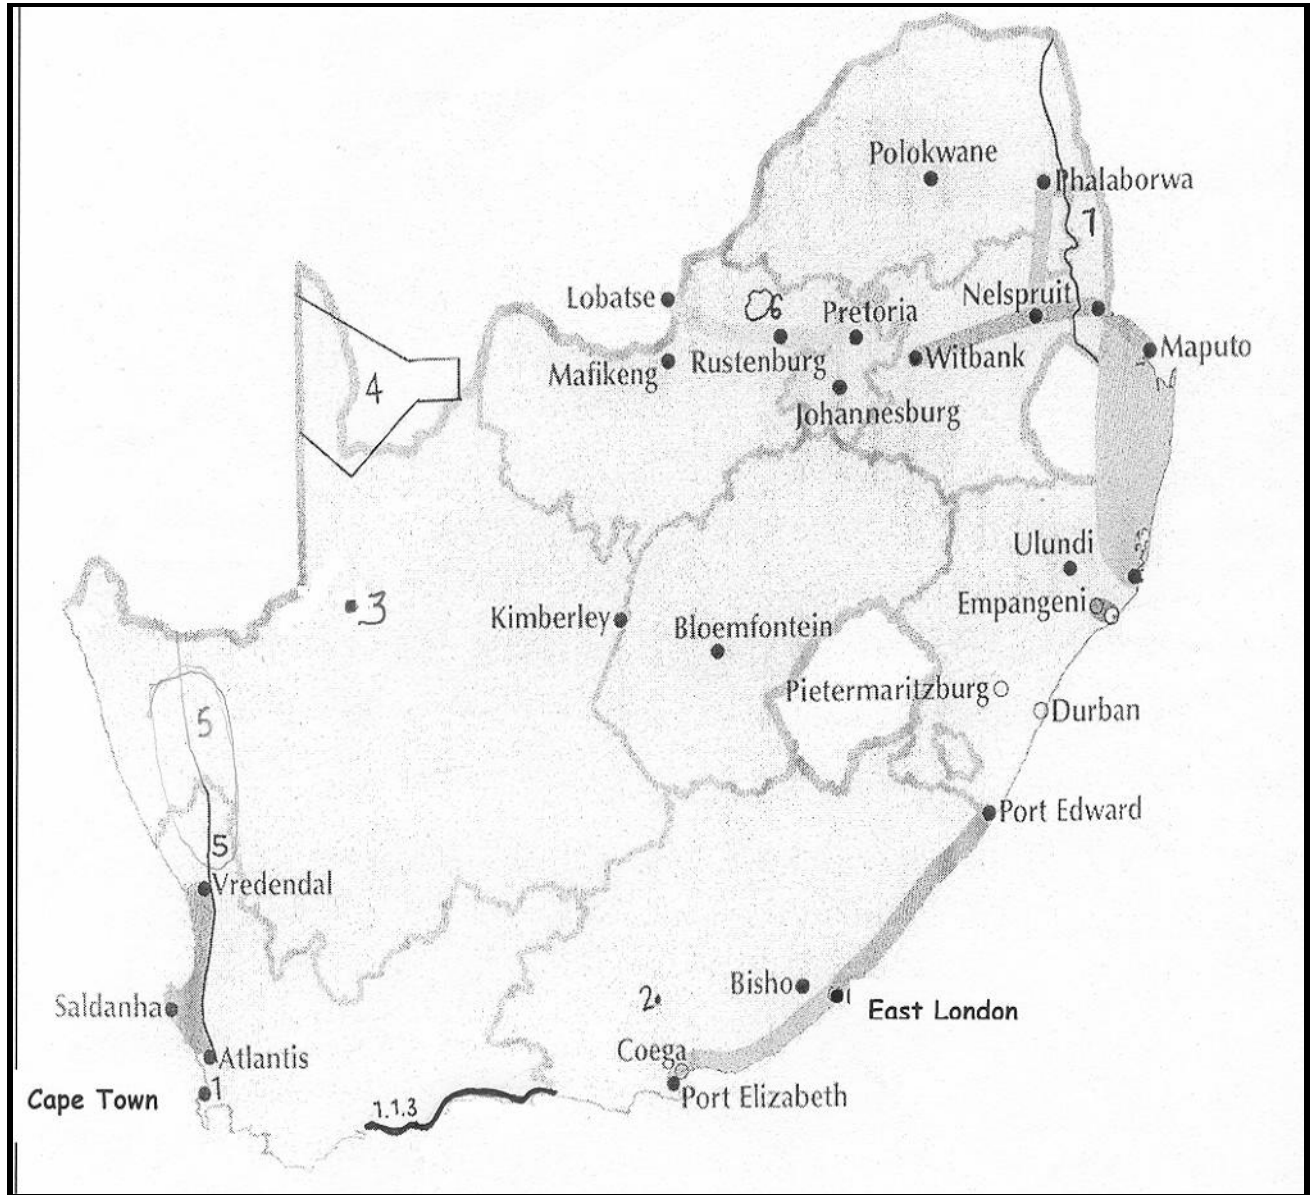 Polokwane
Phalaborwa
7
Lobatse
6
Pretoria
Nelspruit
Maputo
Mafikeng
Rustenburg
Witbank
4
Johannesburg
Ulundi
3
Kimberley
Empangeni
Bloemfontein
Pietermaritzburg
Durban
5
Port Edward
5
Vredendal
Bisho
2
Saldanha
East London
Coega
Atlantis
1
Cape Town
Port Elizabeth
1.1.3